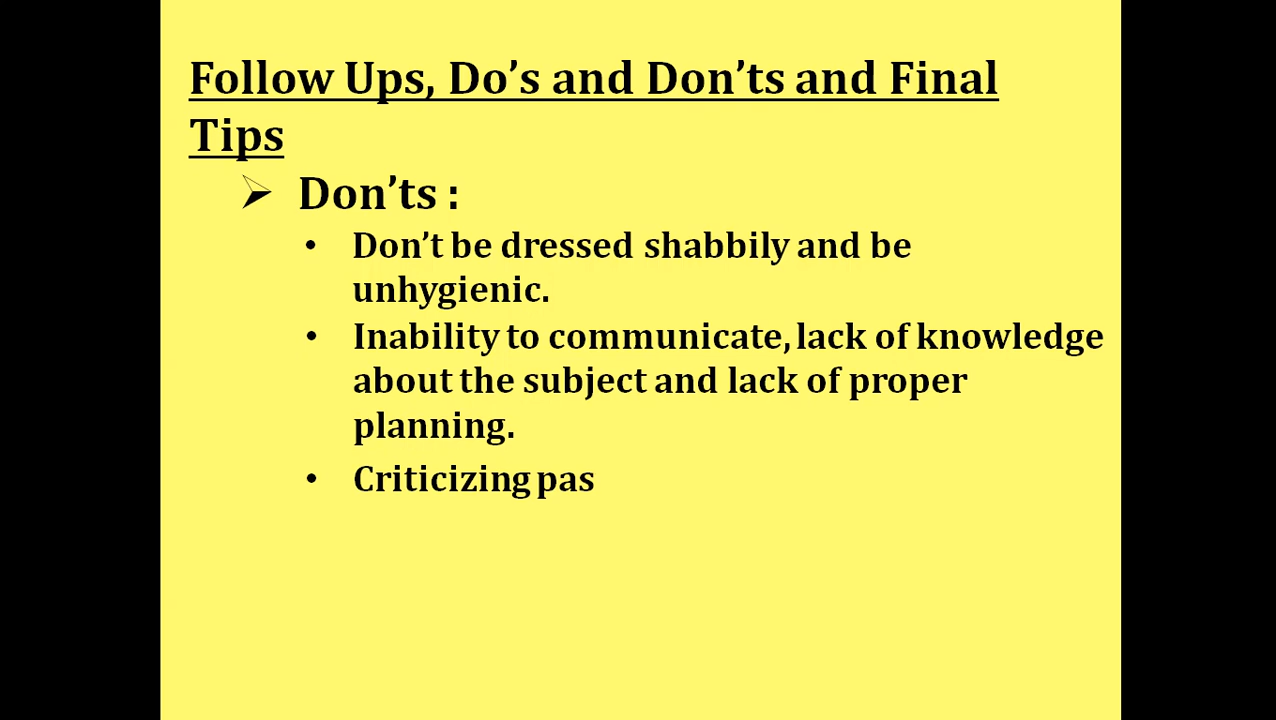 Follow Ups, Do’s and Don’ts and Final
Tips
➢ Don’ts :
• Don’t be dressed shabbily and be
unhygienic.
• Inability to communicate, lack of knowledge
about the subject and lack of proper
planning.
• Criticizing pas